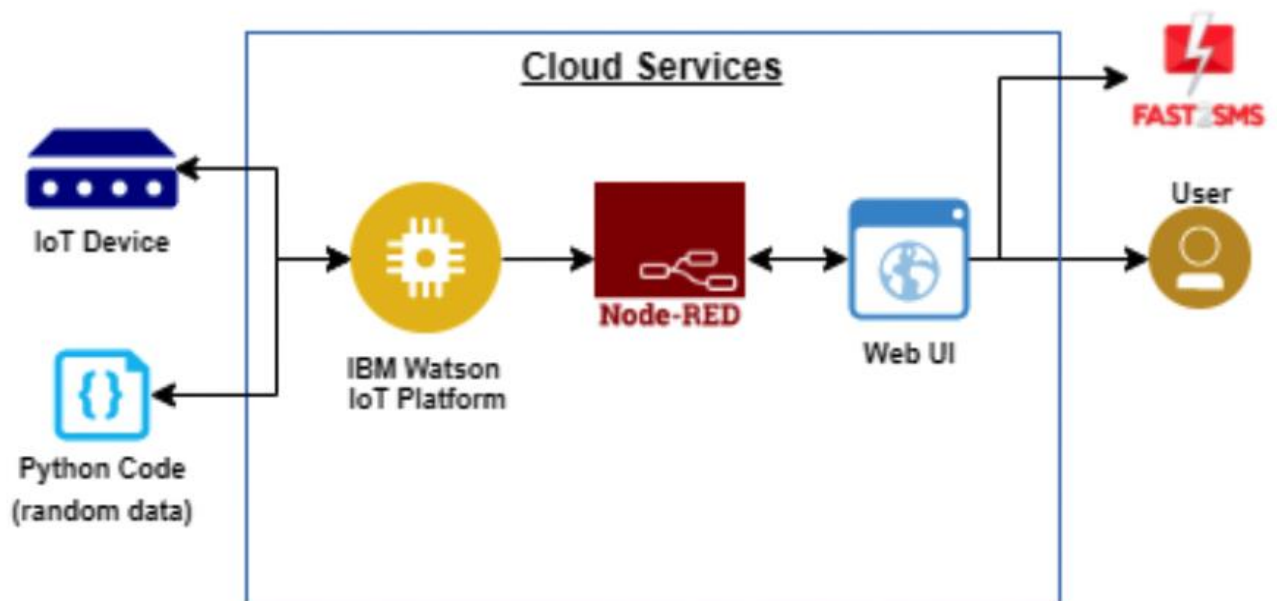 Cloud Services
FAST2SMS
User
IoT Device
Node-RED
Web UI
IBM Watson
IoT Platform
{}
Python Code
(random data)